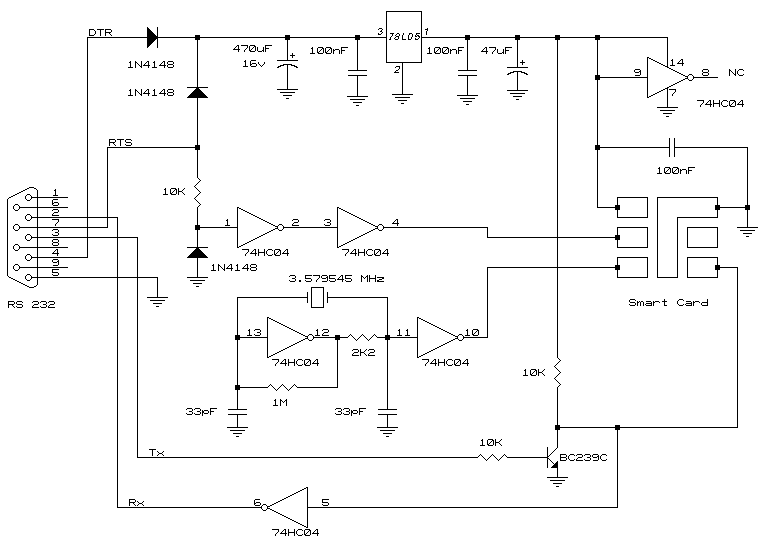 DTR
3
78L05
1
2
470uF
16v
+
100nF
100nF
47uF
+
1N4148
1N4148
9
14
8
NC
7
74HC04
RTS
10K
100nF
1
6
2
7
3
8
4
9
5
RS 232
1
2
3
4
74HC04
74HC04
1N4148
3.579545 MHz
13
12
11
10
74HC04
2K2
74HC04
1M
33pF
33pF
Smart Card
10K
Tx
10K
BC239C
Rx
6
5
74HC04